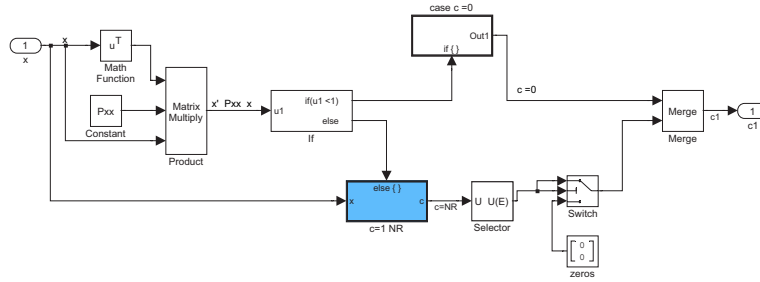 case c =0
Out1
if { }
1
x
x
u^T
Math
Function
Pxx
Constant
Matrix
Multiply
Product
x' Pxx x
u1
if(u1 <1)
else
If
c =0
Merge
Merge
c1
1
c1
else { }
x
c
c=1 NR
c=NR
U U(E)
Selector
Switch
0
0
zeros